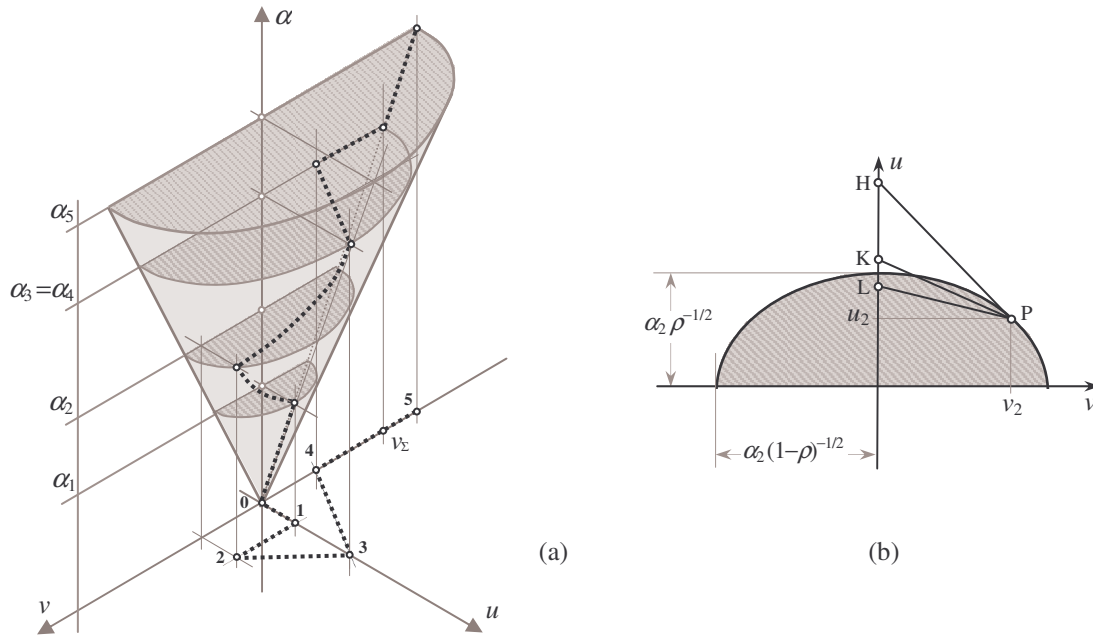 α
α₅
α₃=α₄
α₂
α₁
5
v_Σ
4
0
1
2
3
v
u
(a)
u
H
K
L
P
u₂
α₂ ρ^{-1/2}
v₂
v
α₂(1−ρ)^{-1/2}
(b)